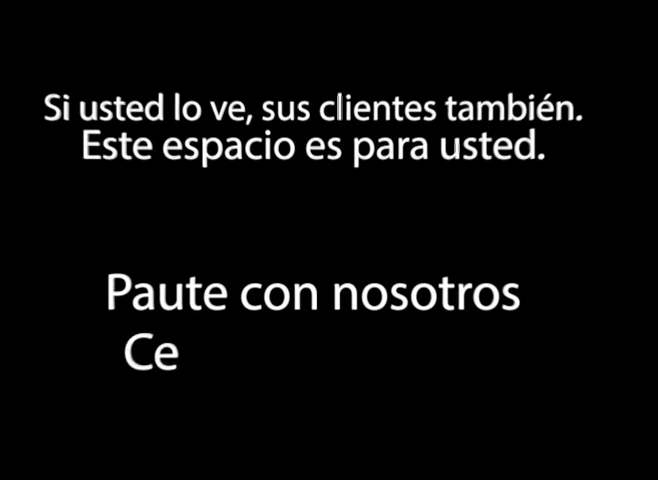 Si usted lo ve, sus clientes también.
Este espacio es para usted.
Paute con nosotros
Ce